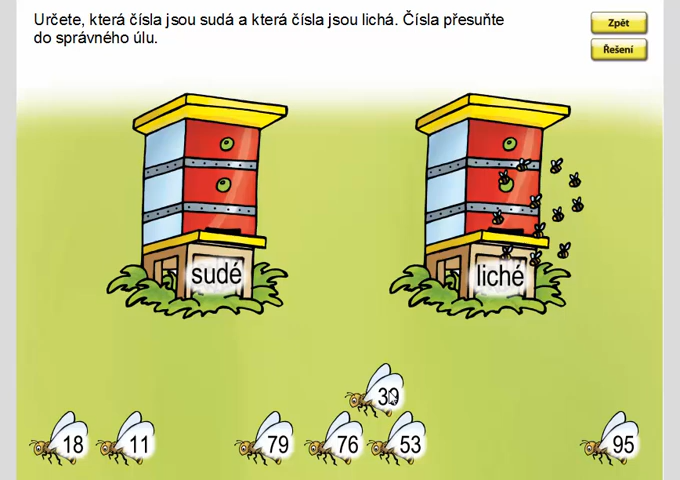 Určete, která čísla jsou sudá a která čísla jsou lichá. Čísla přesuňte
do správného úlu.
Zpět
Řešení
sudé
liché
18
11
79
76
53
95